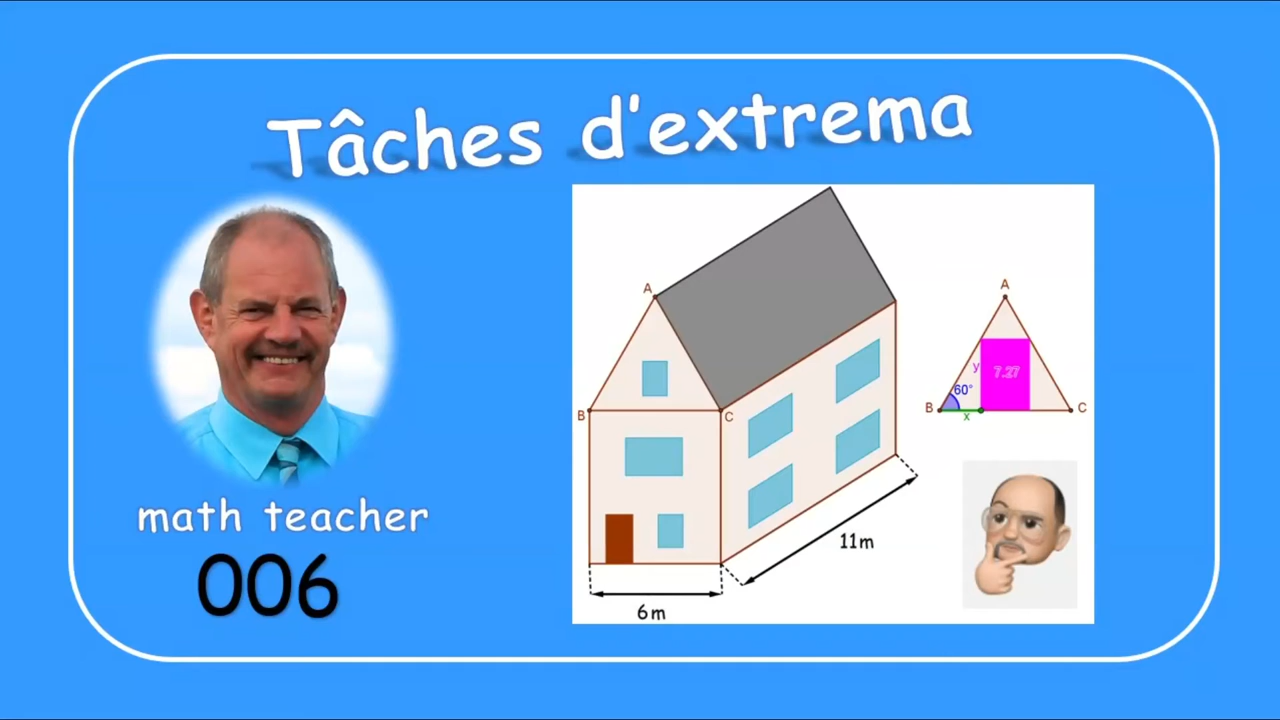 Tâches d'extrema
math teacher
006
A
B
C
11m
6m
A
y
7.27
60°
B
x
C